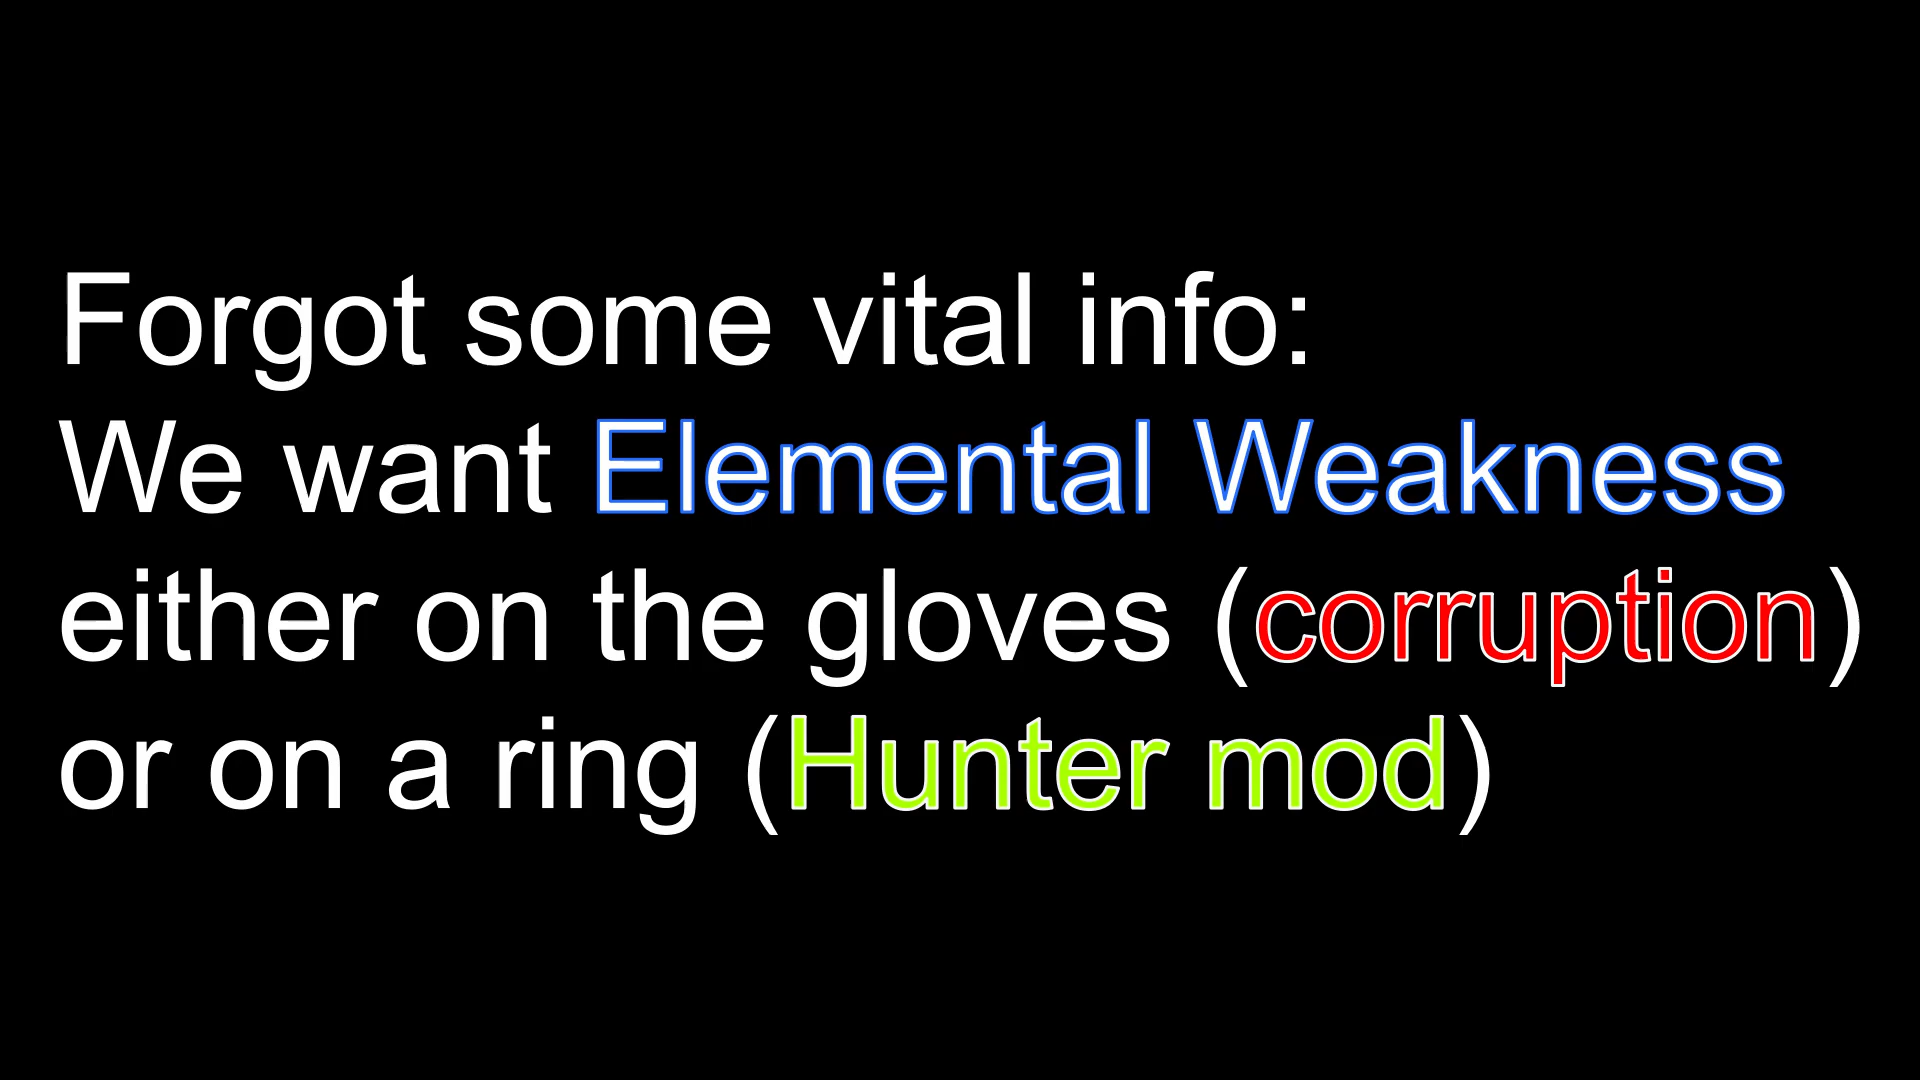 Forgot some vital info:
We want Elemental Weakness
either on the gloves (corruption)
or on a ring (Hunter mod)